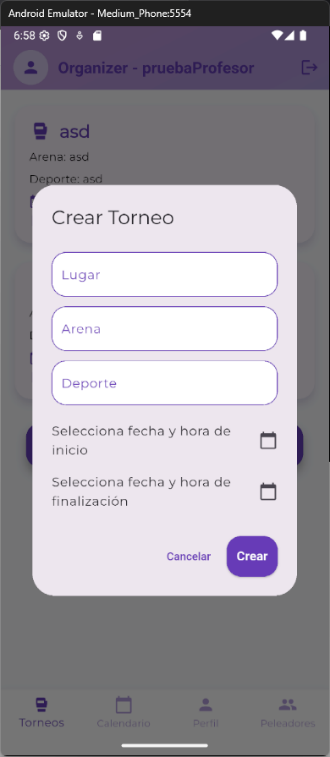 Android Emulator - Medium_Phone:5554
6:58
Organizer - pruebaProfesor
asd
Arena: asd
Deporte: asd
Crear Torneo
Lugar
Arena
Deporte
Selecciona fecha y hora de
inicio
Selecciona fecha y hora de
finalización
Cancelar
Crear
Torneos
Calendario
Perfil
Peleadores